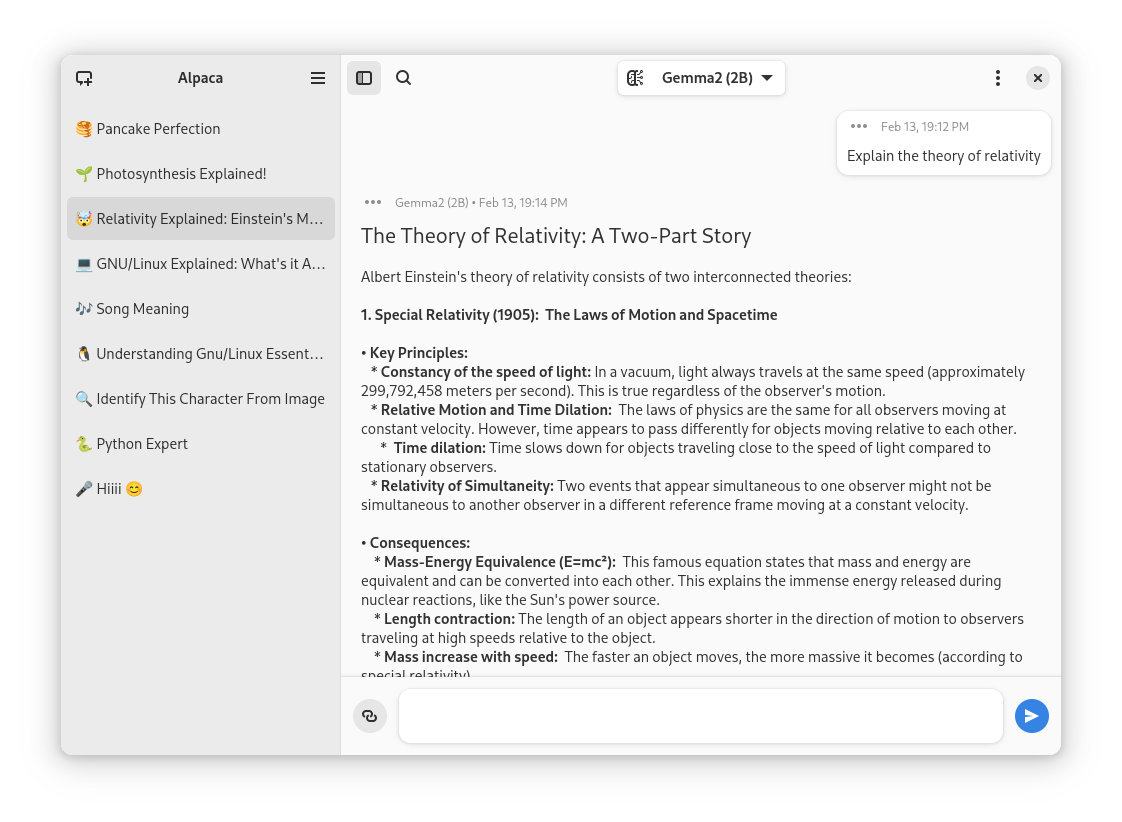 Alpaca
🥞 Pancake Perfection
🌱 Photosynthesis Explained!
🤯 Relativity Explained: Einstein's M…
💻 GNU/Linux Explained: What's it A…
🎶 Song Meaning
🐧 Understanding Gnu/Linux Essent…
🔍 Identify This Character From Image
🐍 Python Expert
🎤 Hiiii 😊
Gemma2 (2B)
Feb 13, 19:12 PM
Explain the theory of relativity
Gemma2 (2B) • Feb 13, 19:14 PM
The Theory of Relativity: A Two-Part Story
Albert Einstein's theory of relativity consists of two interconnected theories:
1. Special Relativity (1905):  The Laws of Motion and Spacetime
• Key Principles:
* Constancy of the speed of light: In a vacuum, light always travels at the same speed (approximately
299,792,458 meters per second). This is true regardless of the observer's motion.
* Relative Motion and Time Dilation:  The laws of physics are the same for all observers moving at
constant velocity. However, time appears to pass differently for objects moving relative to each other.
*  Time dilation: Time slows down for objects traveling close to the speed of light compared to
stationary observers.
* Relativity of Simultaneity: Two events that appear simultaneous to one observer might not be
simultaneous to another observer in a different reference frame moving at a constant velocity.
• Consequences:
* Mass-Energy Equivalence (E=mc²):  This famous equation states that mass and energy are
equivalent and can be converted into each other. This explains the immense energy released during
nuclear reactions, like the Sun's power source.
* Length contraction: The length of an object appears shorter in the direction of motion to observers
traveling at high speeds relative to the object.
* Mass increase with speed:  The faster an object moves, the more massive it becomes (according to
special relativity)